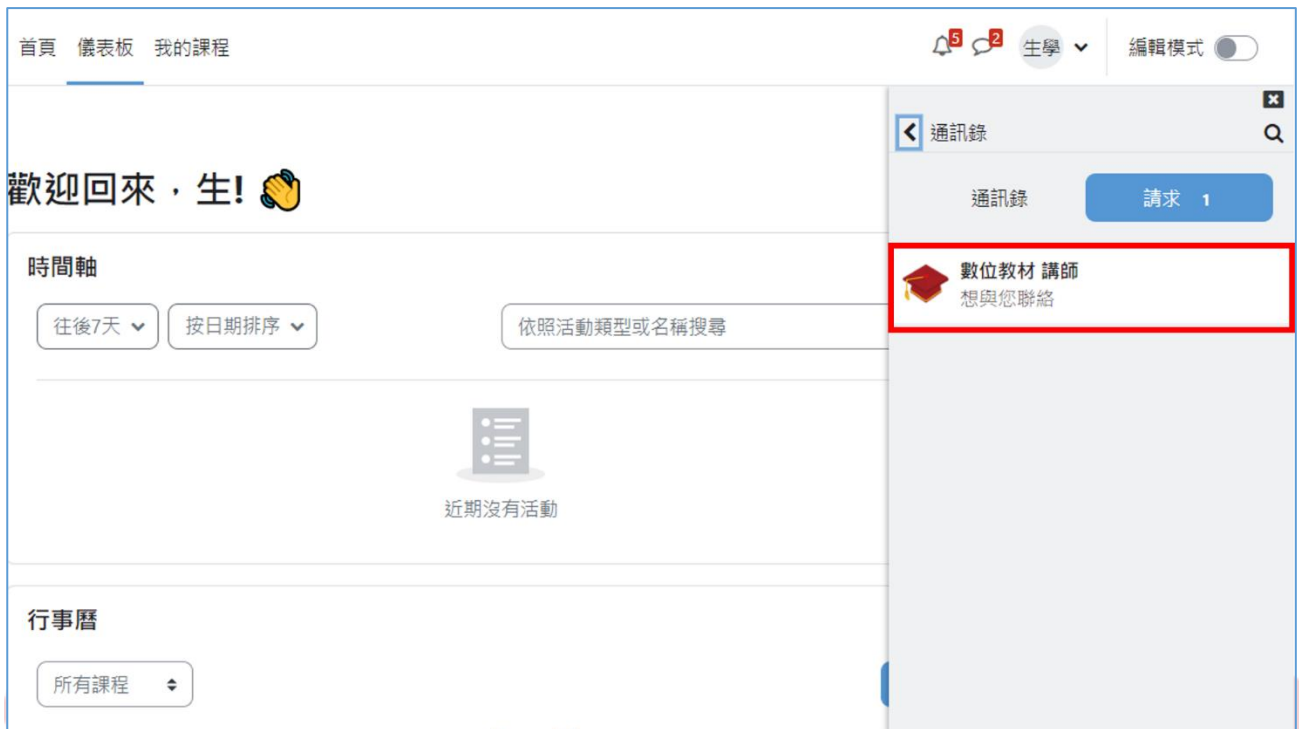 首頁 儀表板 我的課程 5 2 生學 編輯模式
通訊錄
通訊錄 請求 1
數位教材 講師
想與您聯絡
歡迎回來，生!
時間軸
往後7天 按日期排序 依照活動類型或名稱搜尋
近期沒有活動
行事曆
所有課程